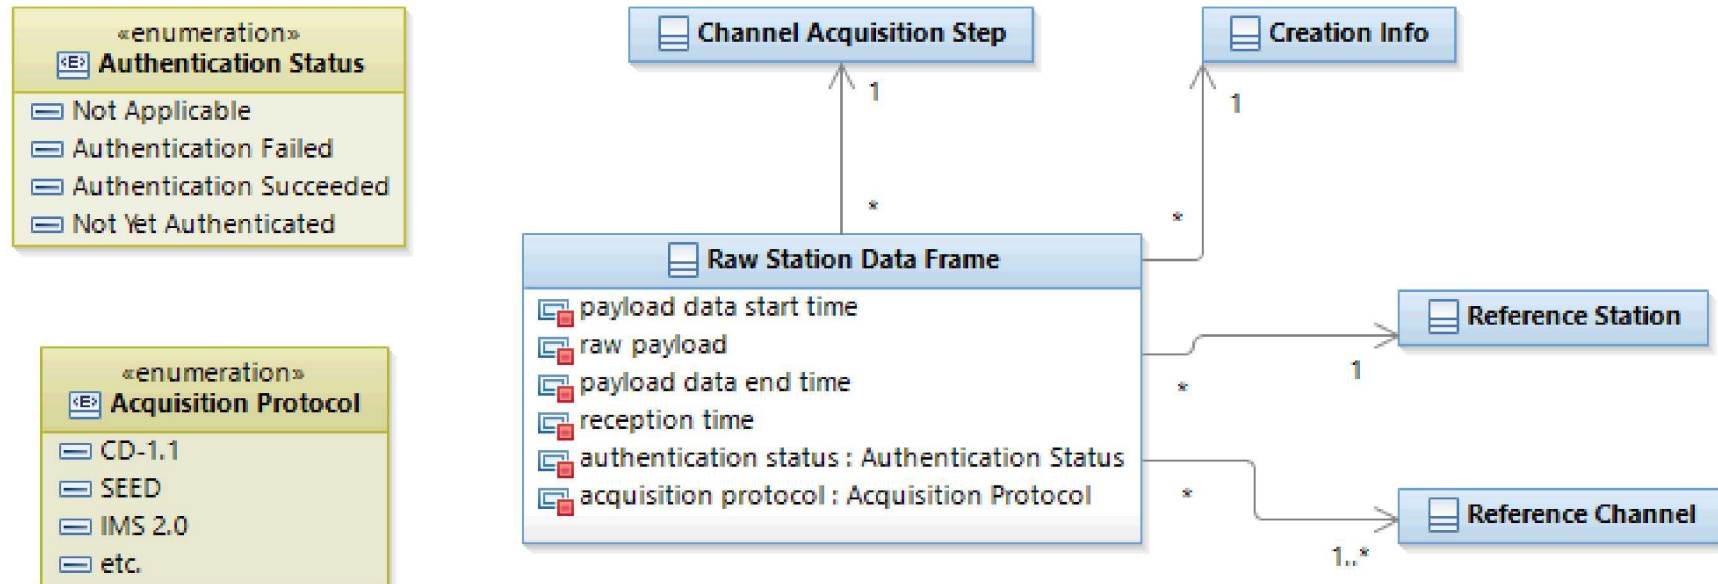 «enumeration»
Authentication Status
Not Applicable
Authentication Failed
Authentication Succeeded
Not Yet Authenticated
«enumeration»
Acquisition Protocol
CD-1.1
SEED
IMS 2.0
etc.
Channel Acquisition Step
1
*
Creation Info
1
*
Raw Station Data Frame
payload data start time
raw payload
payload data end time
reception time
authentication status : Authentication Status
acquisition protocol : Acquisition Protocol
Reference Station
1
*
Reference Channel
*
1..*